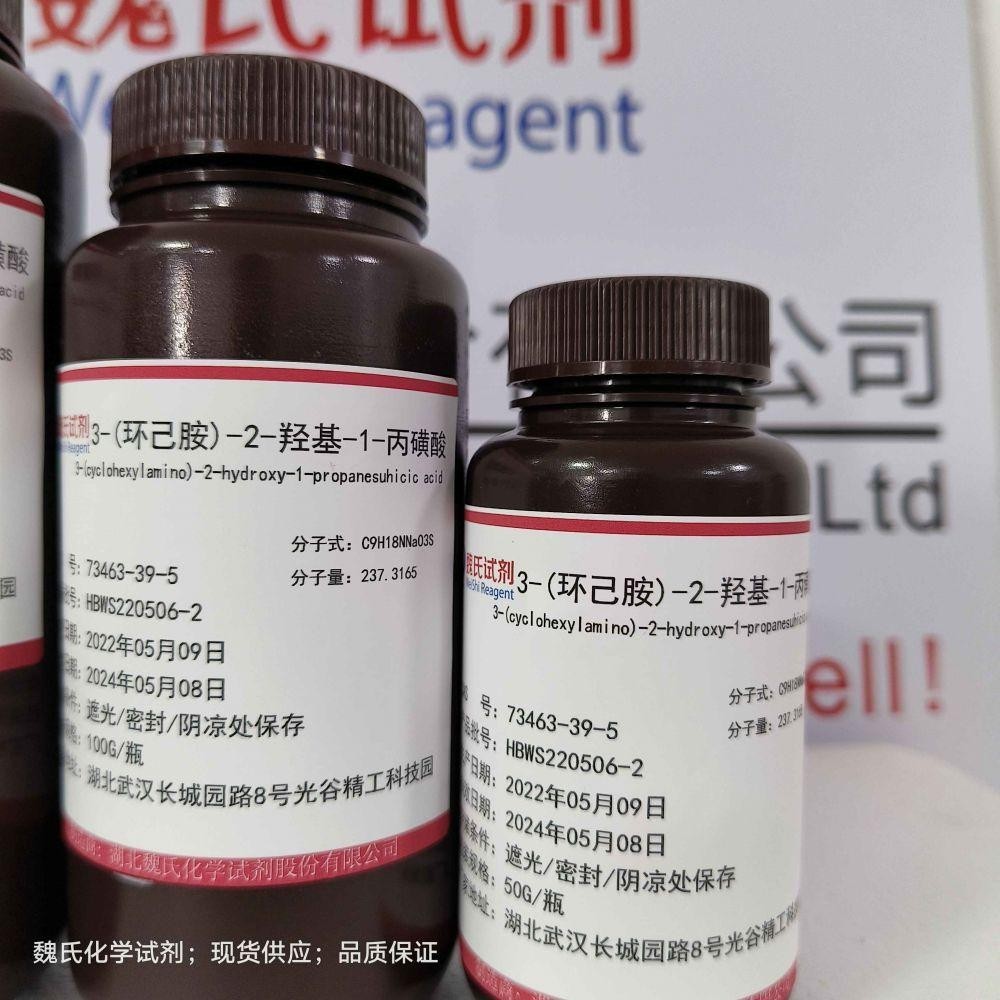 魏氏试剂
agent
公司
Ltd
ell!
酸
acid
3S
园
魏氏试剂
WeiShi Reagent
3-(环己胺)-2-羟基-1-丙磺酸
3-(cyclohexylamino)-2-hydroxy-1-propanesuhicic acid
分子式: C9H18NNaO3S
分子量: 237.3165
号: 73463-39-5
批号: HBWS220506-2
日期: 2022年05月09日
日期: 2024年05月08日
条件: 遮光/密封/阴凉处保存
规格: 100G/瓶
地址: 湖北武汉长城园路8号光谷精工科技园
湖北魏氏化学试剂股份有限公司
魏氏试剂
WeiShi Reagent
3-(环己胺)-2-羟基-1-丙
3-(cyclohexylamino)-2-hydroxy-1-propanesuhicic
分子式: C9H18NNa
分子量: 237.3165
号: 73463-39-5
批号: HBWS220506-2
产日期: 2022年05月09日
效日期: 2024年05月08日
条件: 遮光/密封/阴凉处保存
规格: 50G/瓶
地址: 湖北武汉长城园路8号光谷精工科
魏氏化学试剂；现货供应；品质保证